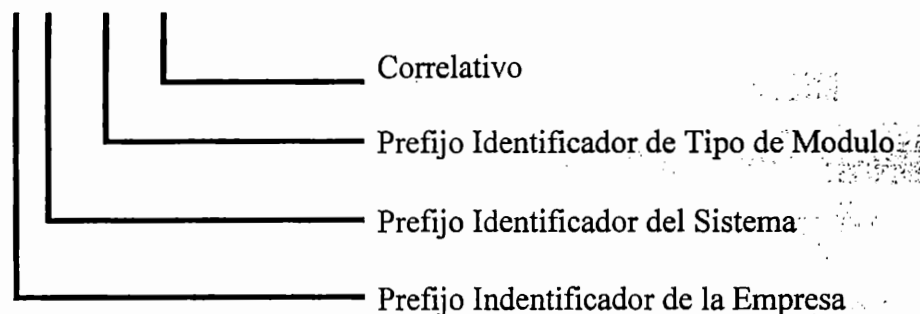 Correlativo
Prefijo Identificador de Tipo de Modulo
Prefijo Identificador del Sistema
Prefijo Indentificador de la Empresa